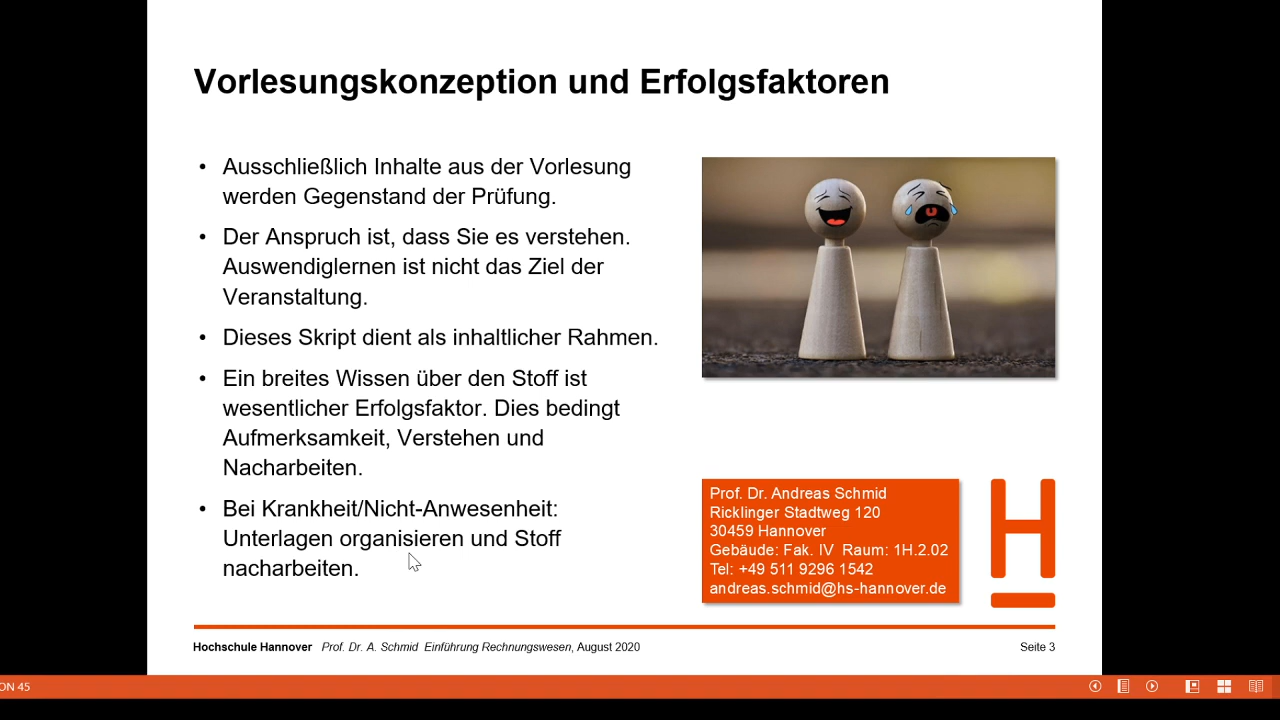 Vorlesungskonzeption und Erfolgsfaktoren
• Ausschließlich Inhalte aus der Vorlesung
werden Gegenstand der Prüfung.
• Der Anspruch ist, dass Sie es verstehen.
Auswendiglernen ist nicht das Ziel der
Veranstaltung.
• Dieses Skript dient als inhaltlicher Rahmen.
• Ein breites Wissen über den Stoff ist
wesentlicher Erfolgsfaktor. Dies bedingt
Aufmerksamkeit, Verstehen und
Nacharbeiten.
• Bei Krankheit/Nicht-Anwesenheit:
Unterlagen organisieren und Stoff
nacharbeiten.
Prof. Dr. Andreas Schmid
Ricklinger Stadtweg 120
30459 Hannover
Gebäude: Fak. IV Raum: 1H.2.02
Tel: +49 511 9296 1542
andreas.schmid@hs-hannover.de
H
Hochschule Hannover Prof. Dr. A. Schmid Einführung Rechnungswesen, August 2020
Seite 3
ON 45